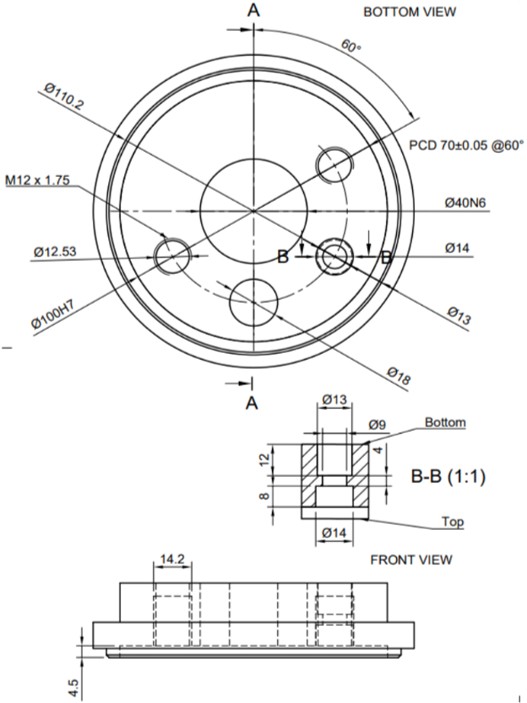 A
BOTTOM VIEW
60°
Ø110.2
PCD 70±0.05 @60°
M12 x 1.75
Ø40N6
Ø12.53
B
B
Ø14
Ø100H7
Ø13
Ø18
A
Ø13
Ø9
Bottom
4
12
B-B (1:1)
8
Top
Ø14
FRONT VIEW
14.2
4.5